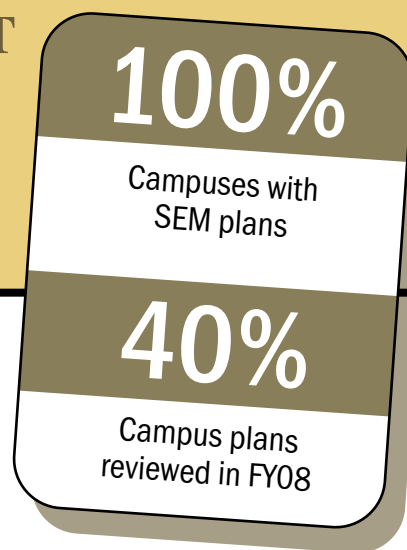 T
100%
Campuses with
SEM plans
40%
Campus plans
reviewed in FY08